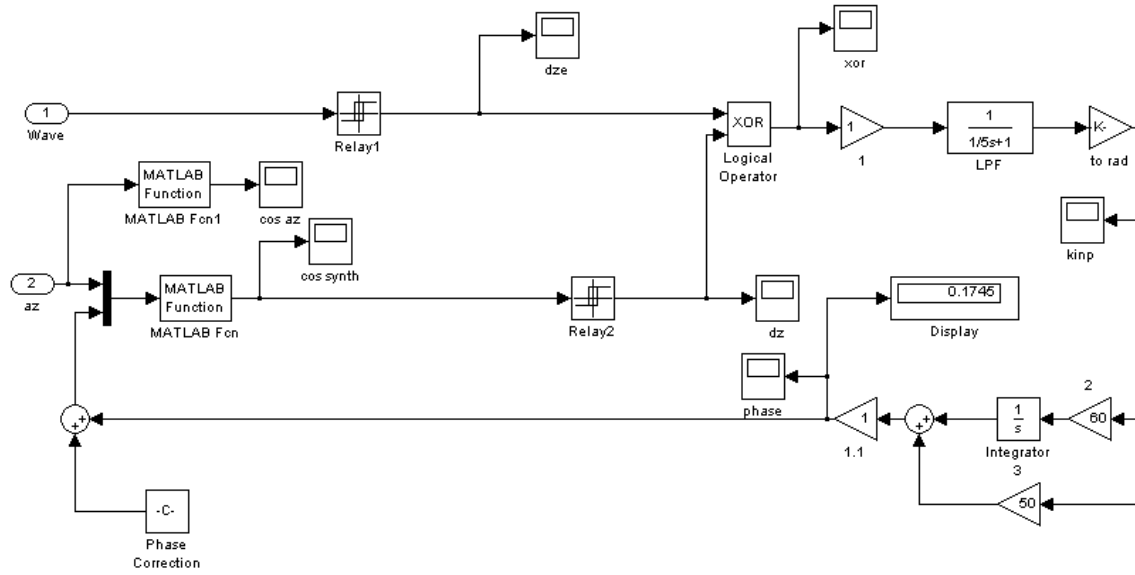 dze
xor
1
Wave
Relay1
XOR
Logical
Operator
1
1
1
1/5s+1
LPF
K-
to rad
MATLAB
Function
MATLAB Fcn1
cos az
cos synth
kinp
2
az
MATLAB
Function
MATLAB Fcn
Relay2
dz
0.1745
Display
phase
2
1
1.1
+
+
1
s
Integrator
60
+
+
3
50
-C-
Phase
Correction